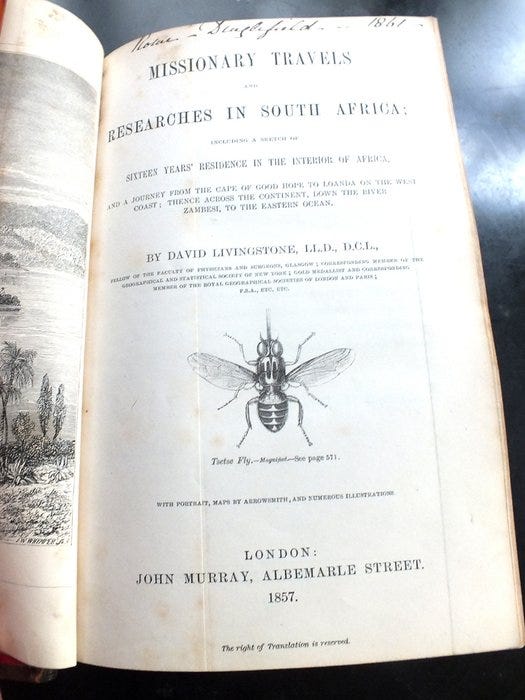 Rome - Dinglefield - 1861 -
MISSIONARY TRAVELS
AND
RESEARCHES IN SOUTH AFRICA;
INCLUDING A SKETCH OF
SIXTEEN YEARS' RESIDENCE IN THE INTERIOR OF AFRICA,
AND A JOURNEY FROM THE CAPE OF GOOD HOPE TO LOANDA ON THE WEST
COAST; THENCE ACROSS THE CONTINENT, DOWN THE RIVER
ZAMBESI, TO THE EASTERN OCEAN.
BY DAVID LIVINGSTONE, LL.D., D.C.L.,
FELLOW OF THE FACULTY OF PHYSICIANS AND SURGEONS, GLASGOW; CORRESPONDING MEMBER OF THE
GEOGRAPHICAL AND STATISTICAL SOCIETY OF NEW YORK; GOLD MEDALLIST AND CORRESPONDING
MEMBER OF THE ROYAL GEOGRAPHICAL SOCIETIES OF LONDON AND PARIS;
F.S.A., ETC. ETC.
Tsetse Fly.—Magnified.—See page 571.
WITH PORTRAIT, MAPS BY ARROWSMITH, AND NUMEROUS ILLUSTRATIONS.
LONDON:
JOHN MURRAY, ALBEMARLE STREET.
1857.
The right of Translation is reserved.
J W WHYMPER